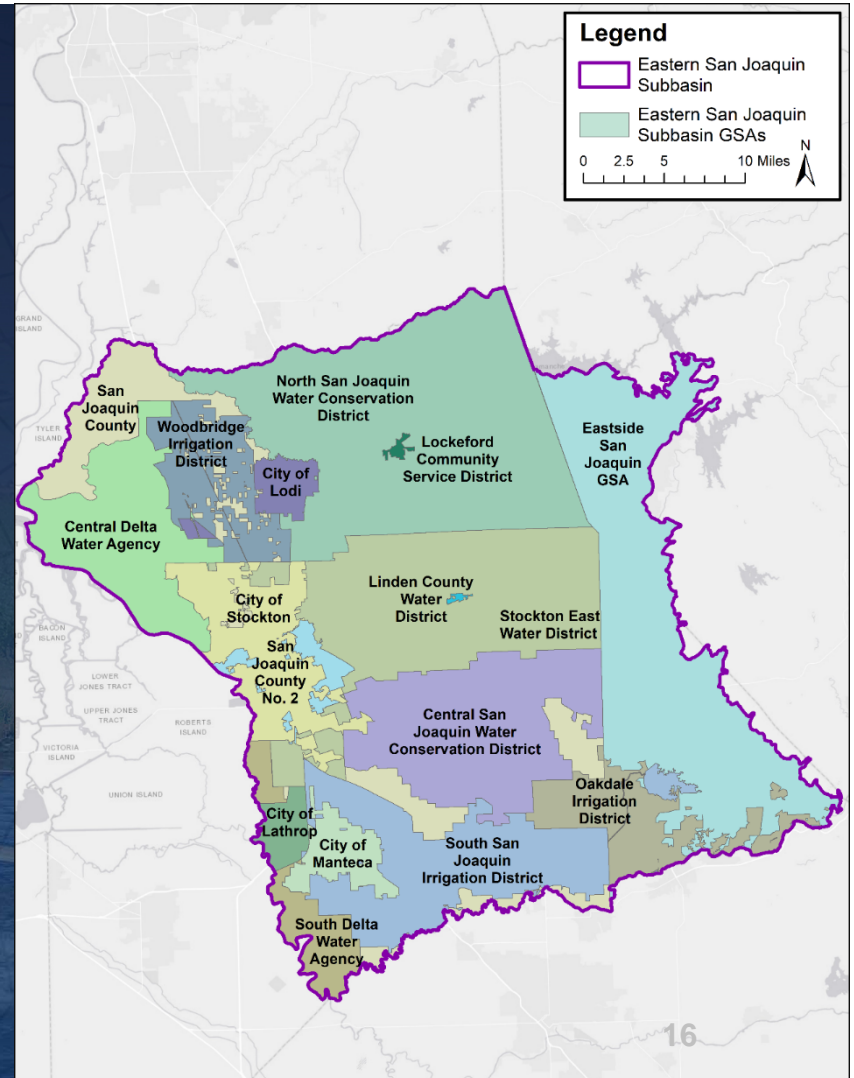 Legend
Eastern San Joaquin
Subbasin
Eastern San Joaquin
Subbasin GSAs
0 2.5 5 10 Miles
N
GRAND
ISLAND
San
Joaquin
County
TYLER
ISLAND
Woodbridge
Irrigation
District
North San Joaquin
Water Conservation
District
Lockeford
Community
Service District
City of
Lodi
Eastside
San
Joaquin
GSA
Central Delta
Water Agency
City of
Stockton
Linden County
Water
District
Stockton East
Water District
San
Joaquin
County
No. 2
BACON
ISLAND
LOWER
JONES TRACT
UPPER JONES
TRACT
ROBERTS
ISLAND
VICTORIA
ISLAND
UNION ISLAND
Central San
Joaquin Water
Conservation District
Oakdale
Irrigation
District
City of
Lathrop
City of
Manteca
South San
Joaquin
Irrigation District
South Delta
Water
Agency
16